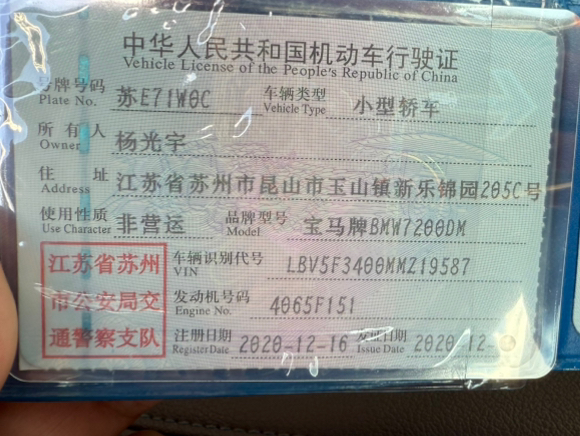 中华人民共和国机动车行驶证
Vehicle License of the People's Republic of China
号牌号码 苏E71W0C 车辆类型 小型轿车
Plate No. Vehicle Type
所有人 杨光宇
Owner
住址 江苏省苏州市昆山市玉山镇新乐锦园205C号
Address
使用性质 非营运 品牌型号 宝马牌BMW7200DM
Use Character Model
江苏省苏州 车辆识别代号 LBV5F3400MMZ19587
VIN
市公安局交 发动机号码 4065F151
Engine No.
通警察支队 注册日期 2020-12-16 发证日期 2020-12-
Register Date Issue Date